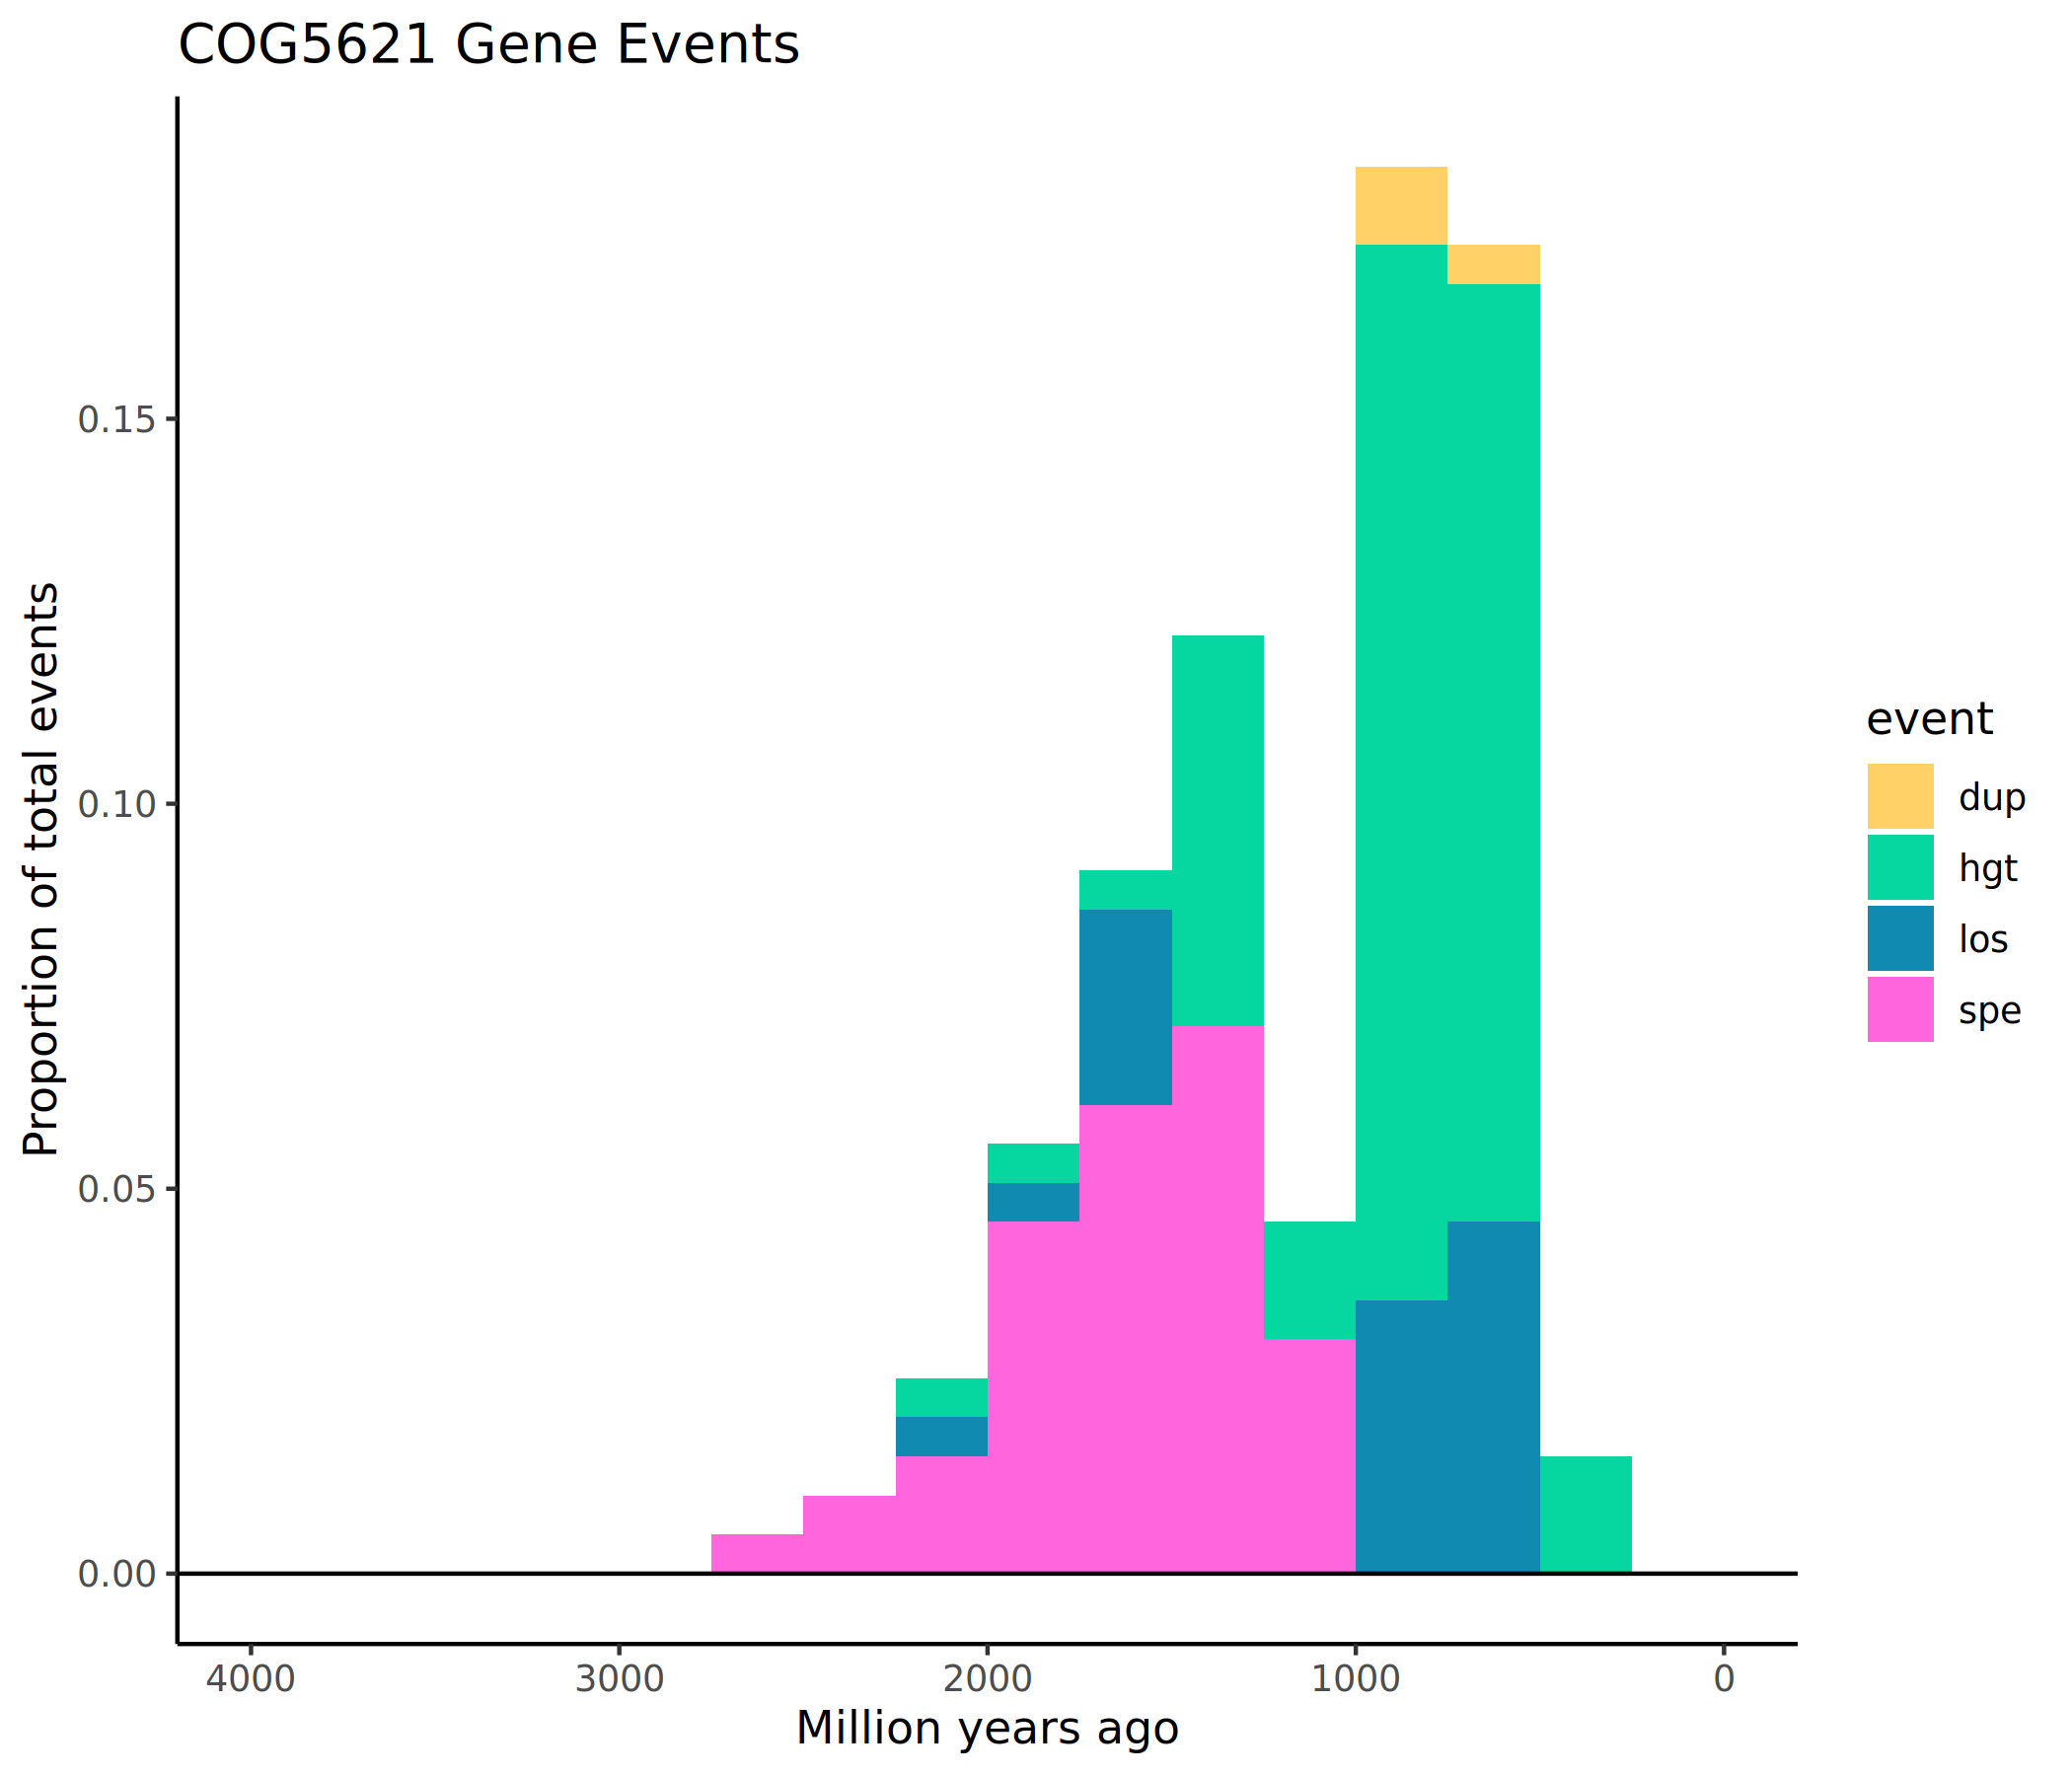 COG5621 Gene Events
Proportion of total events
0.15
0.10
0.05
0.00
4000 3000 2000 1000 0
Million years ago
event
dup
hgt
los
spe